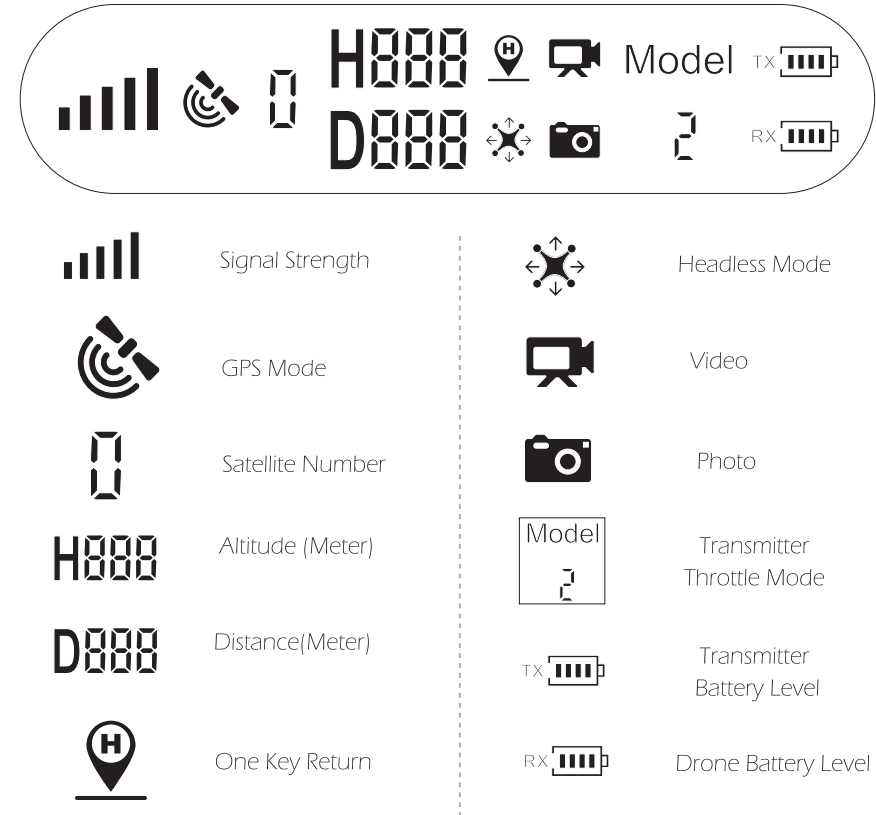 0
H888
H
Model
TX
D888
2
RX
Signal Strength
GPS Mode
0
Satellite Number
H888
Altitude (Meter)
D888
Distance(Meter)
H
One Key Return
Headless Mode
Video
Photo
Model
2
Transmitter
Throttle Mode
TX
Transmitter
Battery Level
RX
Drone Battery Level